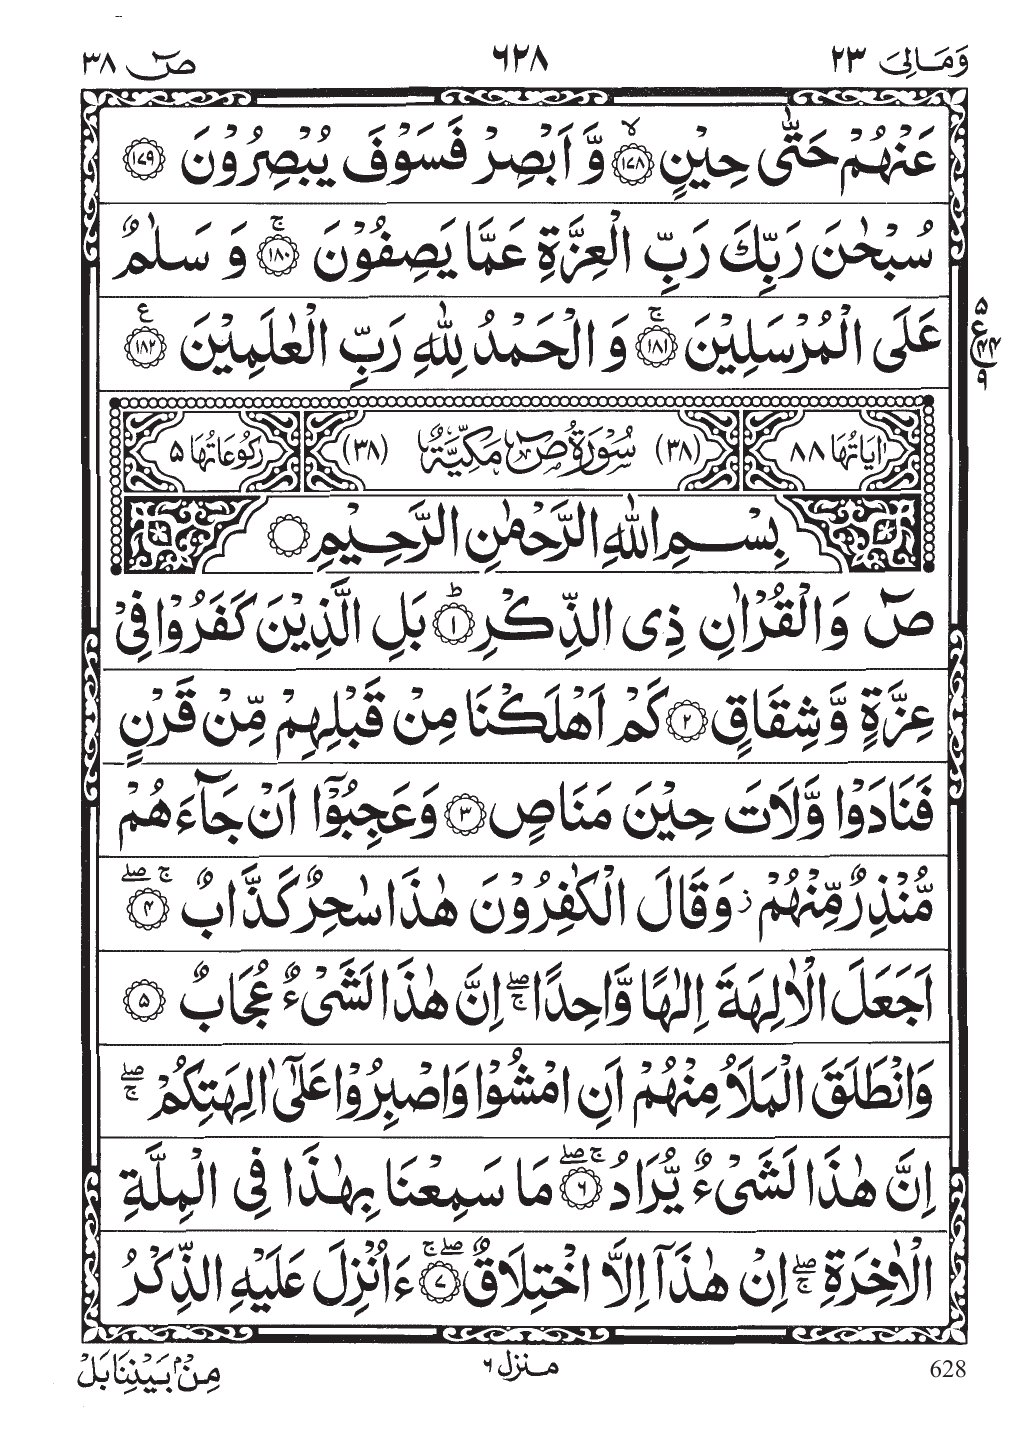 وَمَالِىَ ٢٣ ٦٢٨ صٓ ٣٨
عَنْهُمْ حَتّٰى حِيْنٍ ۙ﴿١٧٨﴾ وَّ اَبْصِرْ فَسَوْفَ يُبْصِرُوْنَ ﴿١٧٩﴾
سُبْحٰنَ رَبِّكَ رَبِّ الْعِزَّةِ عَمَّا يَصِفُوْنَ ۚ﴿١٨٠﴾ وَ سَلٰمٌ
عَلَى الْمُرْسَلِيْنَ ۚ﴿١٨١﴾ وَ الْحَمْدُ لِلّٰهِ رَبِّ الْعٰلَمِيْنَ ﴿١٨٢﴾ ع
٥ ع ٤٤ ٩
اٰيَاتُهَا ٨٨ (٣٨) سُوْرَةُ صٓ مَكِّيَّةٌ (٣٨) رُكُوْعَاتُهَا ٥
بِسْمِ اللّٰهِ الرَّحْمٰنِ الرَّحِيْمِ
صٓ وَالْقُرْاٰنِ ذِى الذِّكْرِ ؕ﴿١﴾ بَلِ الَّذِيْنَ كَفَرُوْا فِىْ
عِزَّةٍ وَّشِقَاقٍ ﴿٢﴾ كَمْ اَهْلَكْنَا مِنْ قَبْلِهِمْ مِّنْ قَرْنٍ
فَنَادَوْا وَّلَاتَ حِيْنَ مَنَاصٍ ﴿٣﴾ وَعَجِبُوْۤا اَنْ جَآءَهُمْ
مُّنْذِرٌ مِّنْهُمْ ز وَقَالَ الْكٰفِرُوْنَ هٰذَا سٰحِرٌ كَذَّابٌ ۖۚ﴿٤﴾
اَجَعَلَ الْاٰلِهَةَ اِلٰهًا وَّاحِدًا ۖۚ اِنَّ هٰذَا لَشَىْءٌ عُجَابٌ ﴿٥﴾
وَانْطَلَقَ الْمَلَاُ مِنْهُمْ اَنِ امْشُوْا وَاصْبِرُوْا عَلٰٓى اٰلِهَتِكُمْ ۖۚ
اِنَّ هٰذَا لَشَىْءٌ يُّرَادُ ۖۚ﴿٦﴾ مَا سَمِعْنَا بِهٰذَا فِى الْمِلَّةِ
الْاٰخِرَةِ ۖۚ اِنْ هٰذَاۤ اِلَّا اخْتِلَاقٌ ۖۚ﴿٧﴾ ءَاُنْزِلَ عَلَيْهِ الذِّكْرُ
628 منزل ٦ مِنْۢ بَيْنِنَا بَلْ